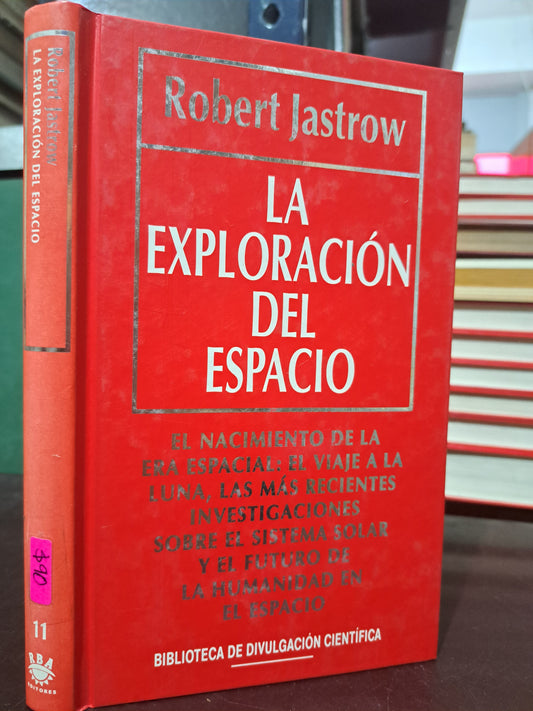 Robert Jastrow
LA EXPLORACIÓN DEL ESPACIO
$90
11
RBA
EDITORES
Robert Jastrow
LA
EXPLORACIÓN
DEL
ESPACIO
EL NACIMIENTO DE LA
ERA ESPACIAL: EL VIAJE A LA
LUNA, LAS MÁS RECIENTES
INVESTIGACIONES
SOBRE EL SISTEMA SOLAR
Y EL FUTURO DE
LA HUMANIDAD EN
EL ESPACIO
BIBLIOTECA DE DIVULGACIÓN CIENTÍFICA